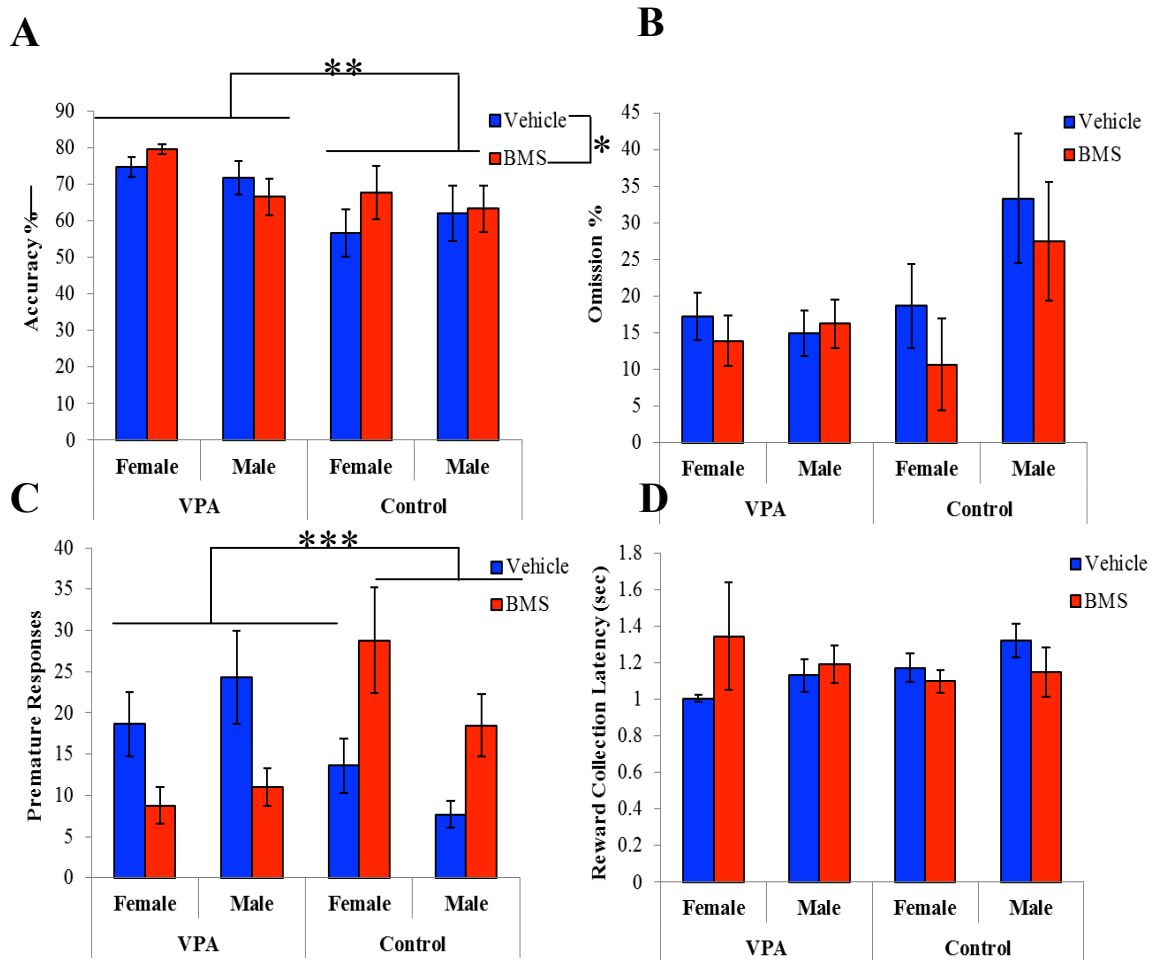 A
**
Vehicle
BMS
*
Accuracy %
90
80
70
60
50
40
30
20
10
0
Female Male Female Male
VPA Control
B
Vehicle
BMS
Omission %
45
40
35
30
25
20
15
10
5
0
Female Male Female Male
VPA Control
C
***
Vehicle
BMS
Premature Responses
40
35
30
25
20
15
10
5
0
Female Male Female Male
VPA Control
D
Vehicle
BMS
Reward Collection Latency (sec)
1.8
1.6
1.4
1.2
1
0.8
0.6
0.4
0.2
0
Female Male Female Male
VPA Control